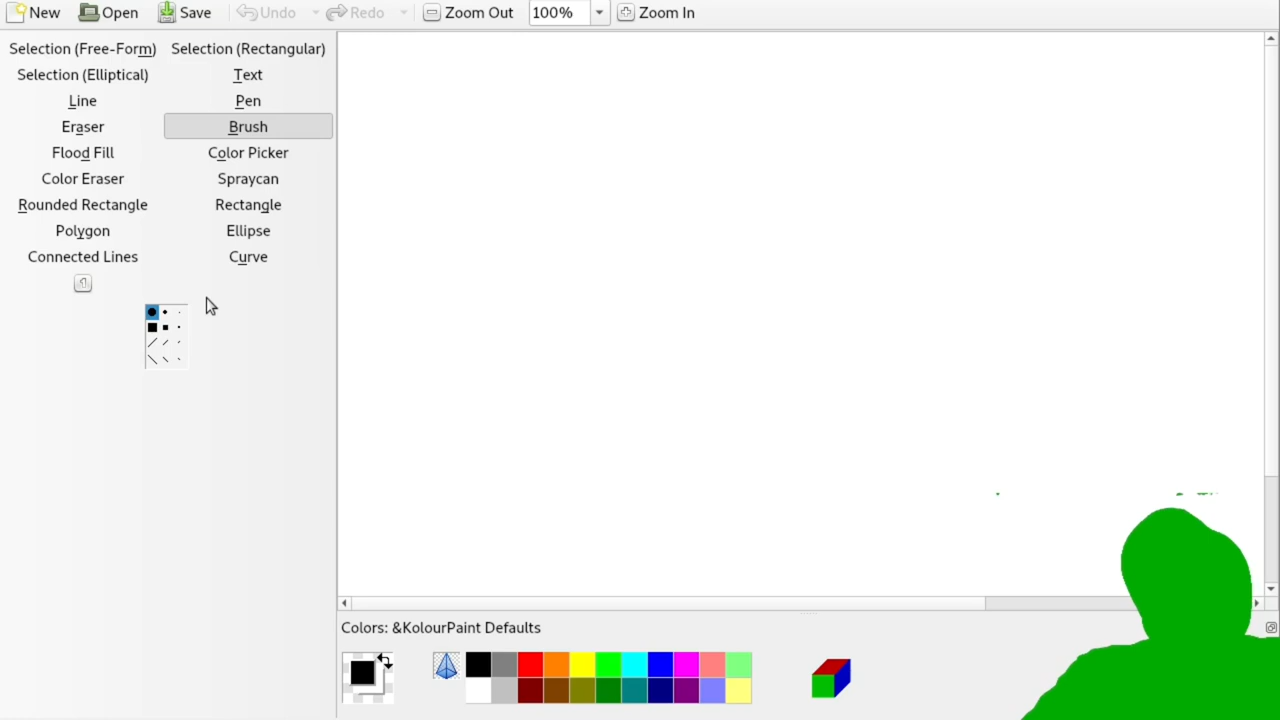 New Open Save Undo Redo Zoom Out 100% Zoom In
Selection (Free-Form) Selection (Rectangular)
Selection (Elliptical) Text
Line Pen
Eraser Brush
Flood Fill Color Picker
Color Eraser Spraycan
Rounded Rectangle Rectangle
Polygon Ellipse
Connected Lines Curve
1
Colors: &KolourPaint Defaults